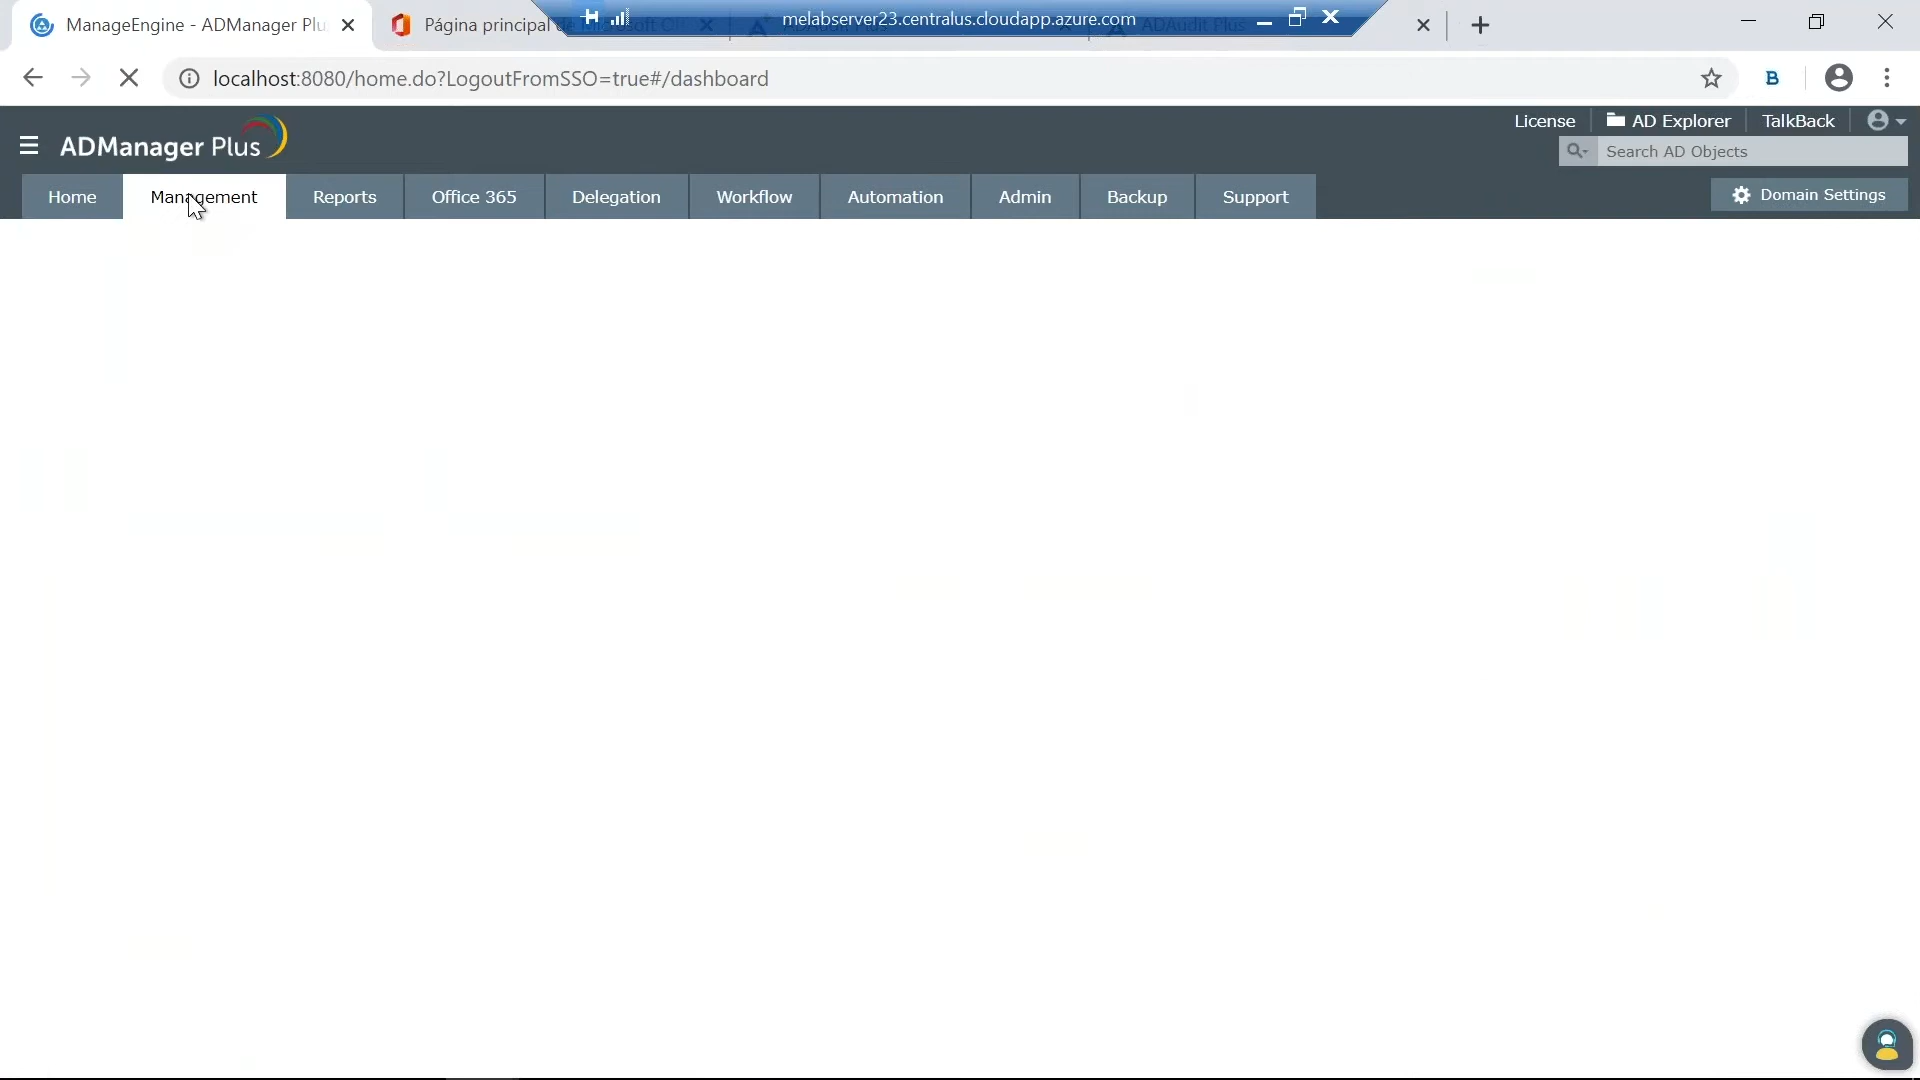 ManageEngine - ADManager Plu
Página principal
melabserver23.centralus.cloudapp.azure.com
ADAudit Plus
localhost:8080/home.do?LogoutFromSSO=true#/dashboard
B
ADManager Plus
License
AD Explorer
TalkBack
Search AD Objects
Home
Management
Reports
Office 365
Delegation
Workflow
Automation
Admin
Backup
Support
Domain Settings